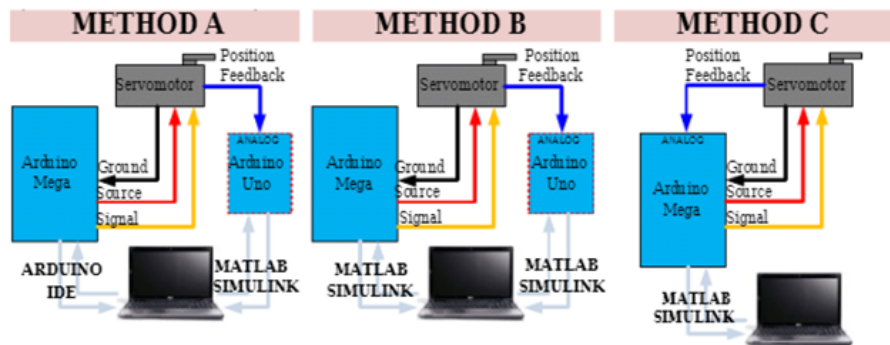 METHOD A
Position
Feedback
Servomotor
ANALOG
Arduino
Uno
Arduino
Mega
Ground
Source
Signal
ARDUINO
IDE
MATLAB
SIMULINK
METHOD B
Position
Feedback
Servomotor
ANALOG
Arduino
Uno
Arduino
Mega
Ground
Source
Signal
MATLAB
SIMULINK
MATLAB
SIMULINK
METHOD C
Position
Feedback
Servomotor
ANALOG
Arduino
Mega
Ground
Source
Signal
MATLAB
SIMULINK